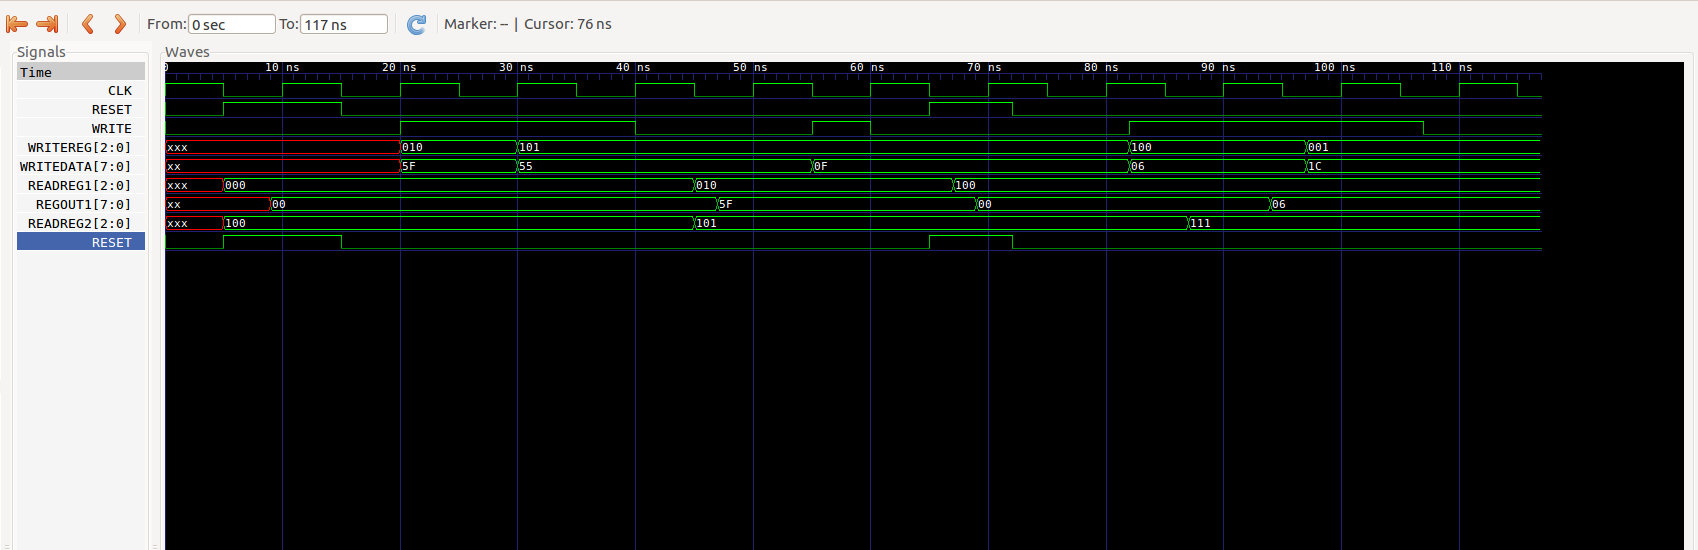 From: 0 sec To: 117 ns Marker: -- | Cursor: 76 ns
Signals Waves
Time 0 10 ns 20 ns 30 ns 40 ns 50 ns 60 ns 70 ns 80 ns 90 ns 100 ns 110 ns
CLK
RESET
WRITE
WRITEREG[2:0] xxx 010 101 100 001
WRITEDATA[7:0] xx 5F 55 0F 06 1C
READREG1[2:0] xxx 000 010 100
REGOUT1[7:0] xx 00 5F 00 06
READREG2[2:0] xxx 100 101 111
RESET